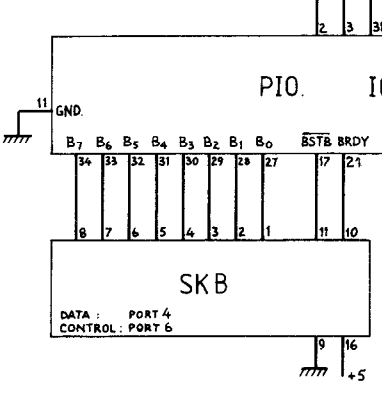 2 3 3
PIO. I
11 GND.
B7 B6 B5 B4 B3 B2 B1 B0 BSTB BRDY
34 33 32 31 30 29 28 27 17 21
8 7 6 5 4 3 2 1 11 10
SKB
DATA : PORT 4
CONTROL : PORT 6
9 16
+5